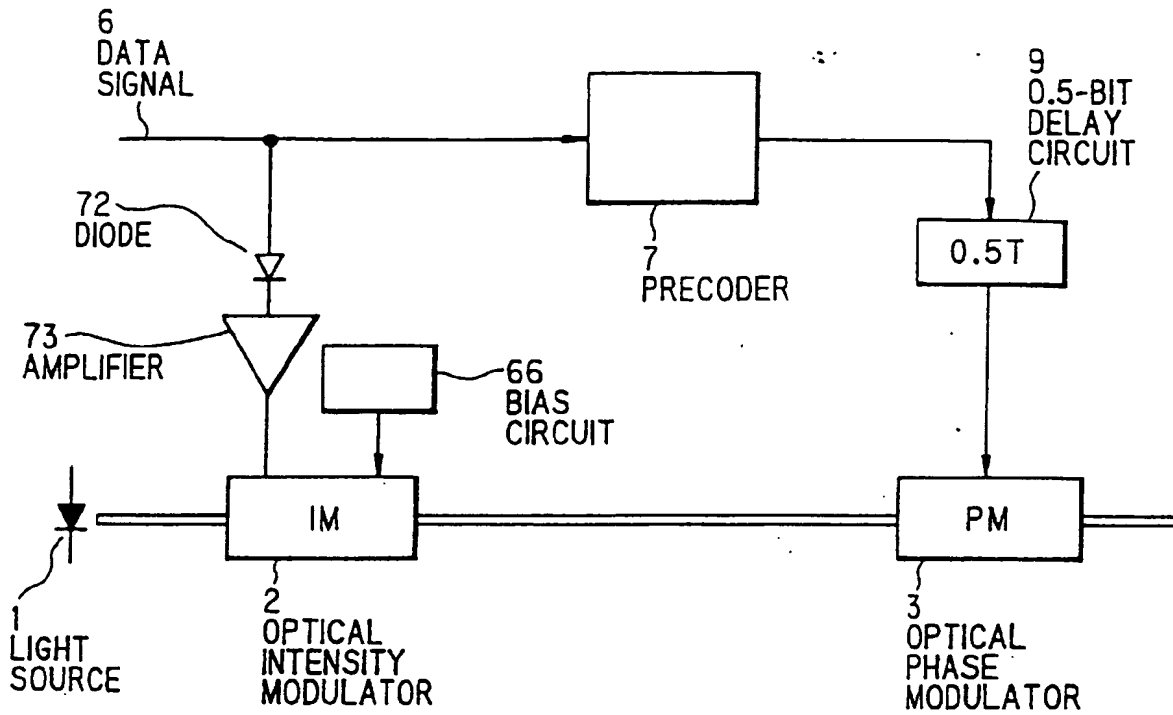 6
DATA
SIGNAL
9
0.5-BIT
DELAY
CIRCUIT
72
DIODE
7
PRECODER
0.5T
73
AMPLIFIER
66
BIAS
CIRCUIT
IM
PM
1
LIGHT
SOURCE
2
OPTICAL
INTENSITY
MODULATOR
3
OPTICAL
PHASE
MODULATOR